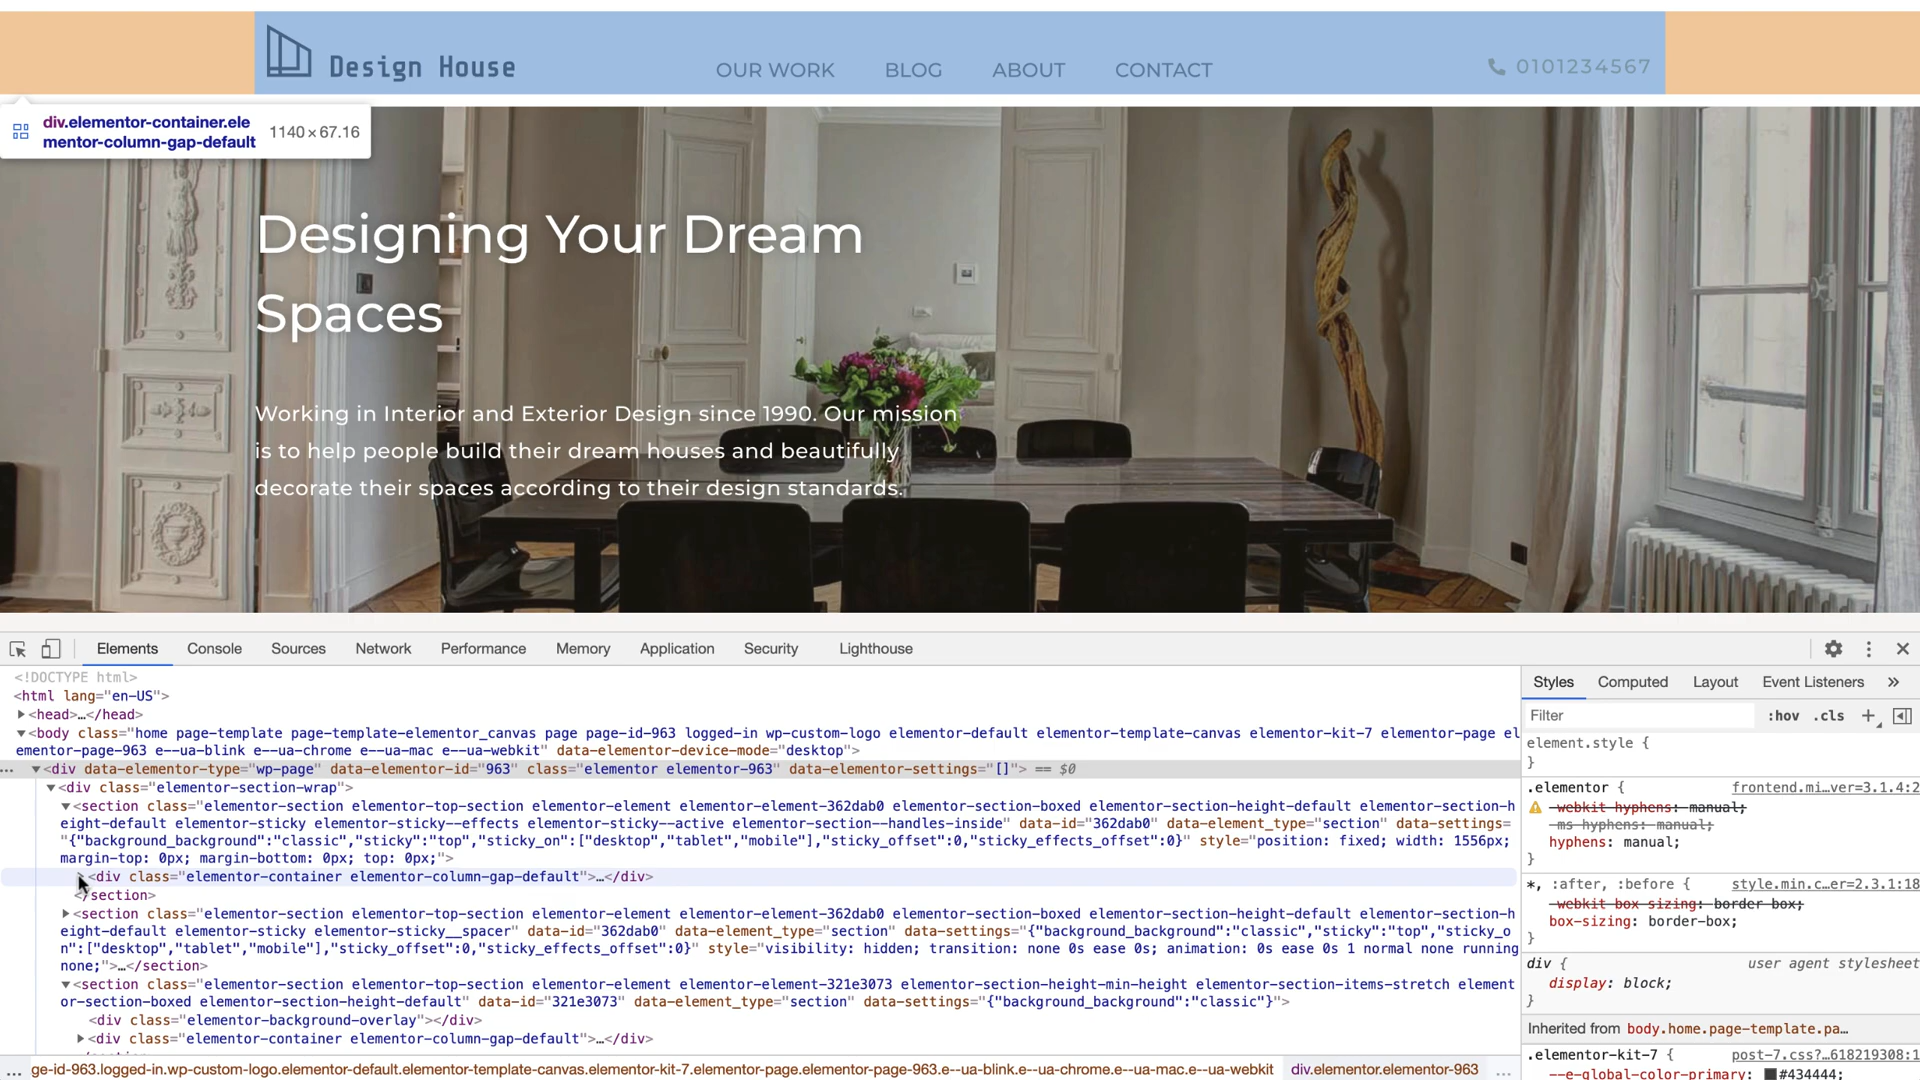 Design House
OUR WORK BLOG ABOUT CONTACT
0101234567
div.elementor-container.ele
mentor-column-gap-default
1140 × 67.16
Designing Your Dream
Spaces
Working in Interior and Exterior Design since 1990. Our mission
is to help people build their dream houses and beautifully
decorate their spaces according to their design standards.
Elements Console Sources Network Performance Memory Application Security Lighthouse
<!DOCTYPE html>
<html lang="en-US">
<head>…</head>
<body class="home page-template page-template-elementor_canvas page page-id-963 logged-in wp-custom-logo elementor-default elementor-template-canvas elementor-kit-7 elementor-page el
ementor-page-963 e--ua-blink e--ua-chrome e--ua-mac e--ua-webkit" data-elementor-device-mode="desktop">
… <div data-elementor-type="wp-page" data-elementor-id="963" class="elementor elementor-963" data-elementor-settings="[]"> == $0
<div class="elementor-section-wrap">
<section class="elementor-section elementor-top-section elementor-element elementor-element-362dab0 elementor-section-boxed elementor-section-height-default elementor-section-h
eight-default elementor-sticky elementor-sticky--effects elementor-sticky--active elementor-section--handles-inside" data-id="362dab0" data-element_type="section" data-settings=
"{"background_background":"classic","sticky":"top","sticky_on":["desktop","tablet","mobile"],"sticky_offset":0,"sticky_effects_offset":0}" style="position: fixed; width: 1556px;
margin-top: 0px; margin-bottom: 0px; top: 0px;">
<div class="elementor-container elementor-column-gap-default">…</div>
</section>
<section class="elementor-section elementor-top-section elementor-element elementor-element-362dab0 elementor-section-boxed elementor-section-height-default elementor-section-h
eight-default elementor-sticky elementor-sticky__spacer" data-id="362dab0" data-element_type="section" data-settings="{"background_background":"classic","sticky":"top","sticky_o
n":["desktop","tablet","mobile"],"sticky_offset":0,"sticky_effects_offset":0}" style="visibility: hidden; transition: none 0s ease 0s; animation: 0s ease 0s 1 normal none running
none;">…</section>
<section class="elementor-section elementor-top-section elementor-element elementor-element-321e3073 elementor-section-height-min-height elementor-section-items-stretch element
or-section-boxed elementor-section-height-default" data-id="321e3073" data-element_type="section" data-settings="{"background_background":"classic"}">
<div class="elementor-background-overlay"></div>
<div class="elementor-container elementor-column-gap-default">…</div>
… ge-id-963.logged-in.wp-custom-logo.elementor-default.elementor-template-canvas.elementor-kit-7.elementor-page.elementor-page-963.e--ua-blink.e--ua-chrome.e--ua-mac.e--ua-webkit div.elementor.elementor-963 …
Styles Computed Layout Event Listeners »
Filter :hov .cls +
element.style {
}
.elementor { frontend.mi…ver=3.1.4:2
-webkit-hyphens: manual;
-ms-hyphens: manual;
hyphens: manual;
}
*, :after, :before { style.min.c…er=2.3.1:18
-webkit-box-sizing: border-box;
box-sizing: border-box;
}
div { user agent stylesheet
display: block;
}
Inherited from body.home.page-template.pa…
.elementor-kit-7 { post-7.css?…618219308:1
--e-global-color-primary: #434444;